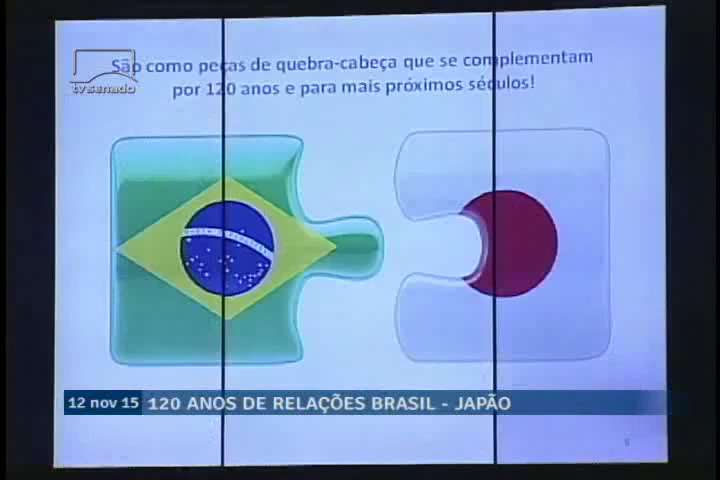 São como peças de quebra-cabeça que se complementam
por 120 anos e para mais próximos séculos!
tvsenado
12 nov 15
120 ANOS DE RELAÇÕES BRASIL - JAPÃO